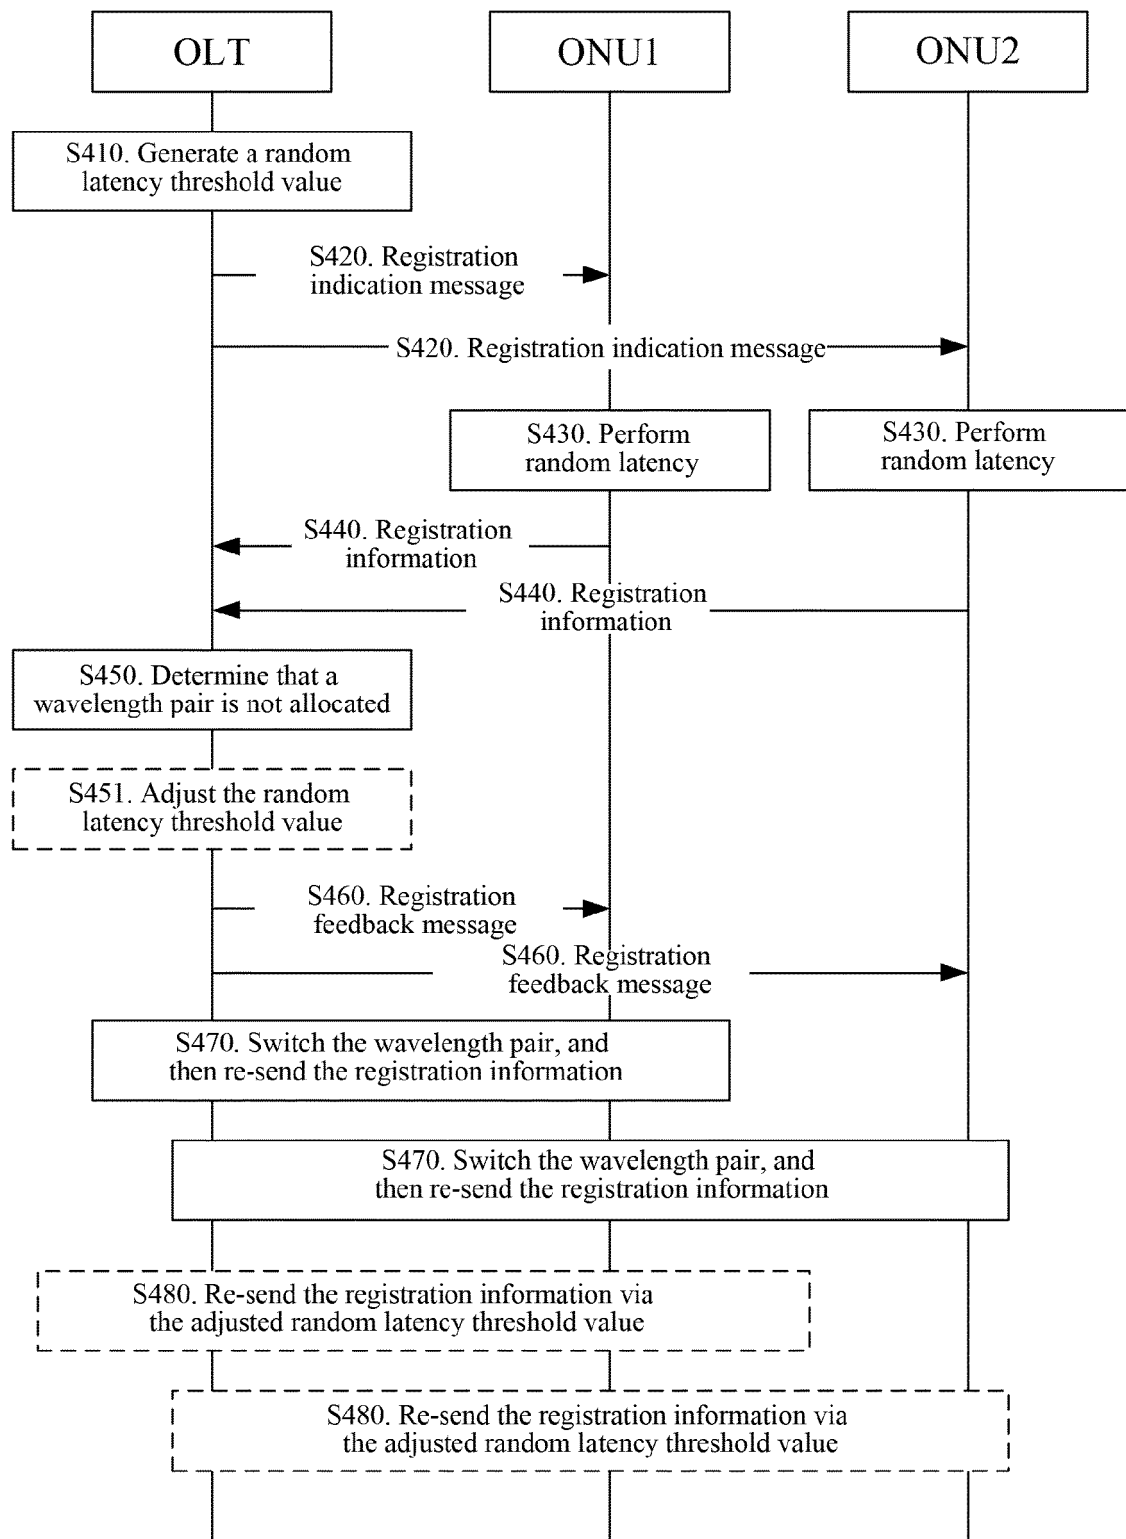 OLT
ONU1
ONU2
S410. Generate a random
latency threshold value
S420. Registration
indication message
S420. Registration indication message
S430. Perform
random latency
S430. Perform
random latency
S440. Registration
information
S440. Registration
information
S450. Determine that a
wavelength pair is not allocated
S451. Adjust the random
latency threshold value
S460. Registration
feedback message
S460. Registration
feedback message
S470. Switch the wavelength pair, and
then re-send the registration information
S470. Switch the wavelength pair, and
then re-send the registration information
S480. Re-send the registration information via
the adjusted random latency threshold value
S480. Re-send the registration information via
the adjusted random latency threshold value